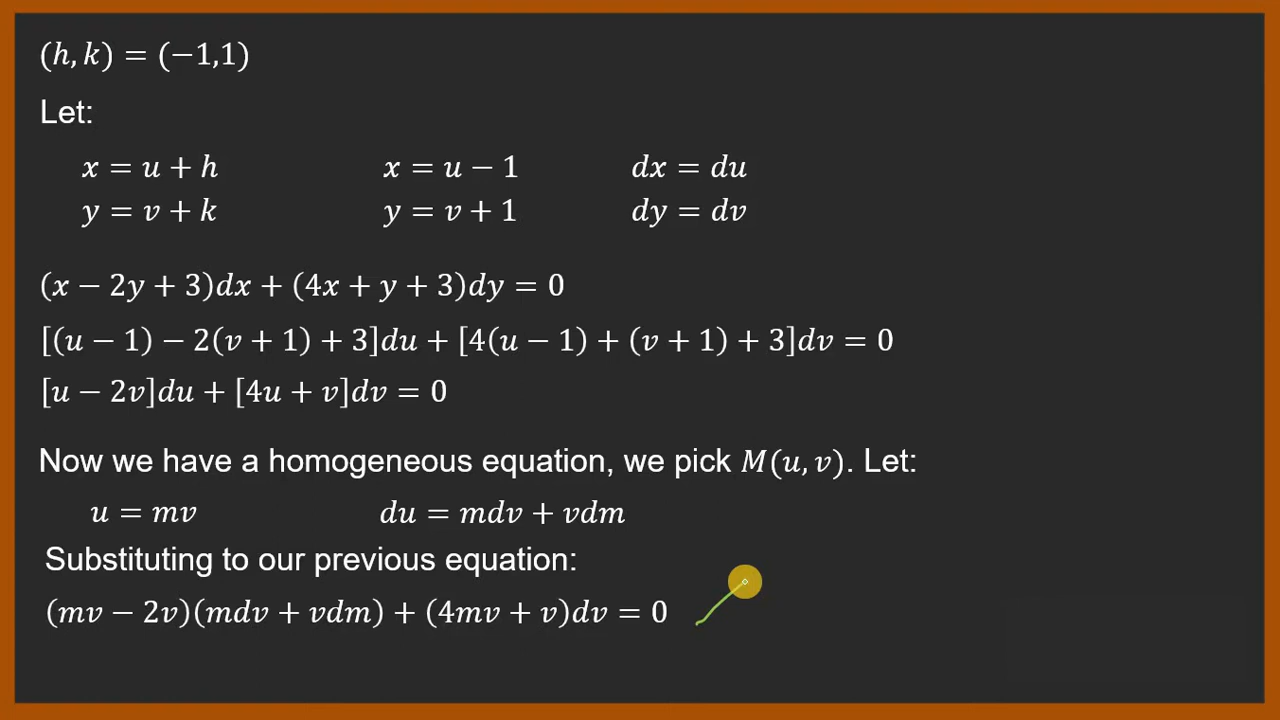 (h, k) = (−1,1)
Let:
x = u + h x = u − 1 dx = du
y = v + k y = v + 1 dy = dv
(x − 2y + 3)dx + (4x + y + 3)dy = 0
[(u − 1) − 2(v + 1) + 3]du + [4(u − 1) + (v + 1) + 3]dv = 0
[u − 2v]du + [4u + v]dv = 0
Now we have a homogeneous equation, we pick M(u, v). Let:
u = mv du = mdv + vdm
Substituting to our previous equation:
(mv − 2v)(mdv + vdm) + (4mv + v)dv = 0